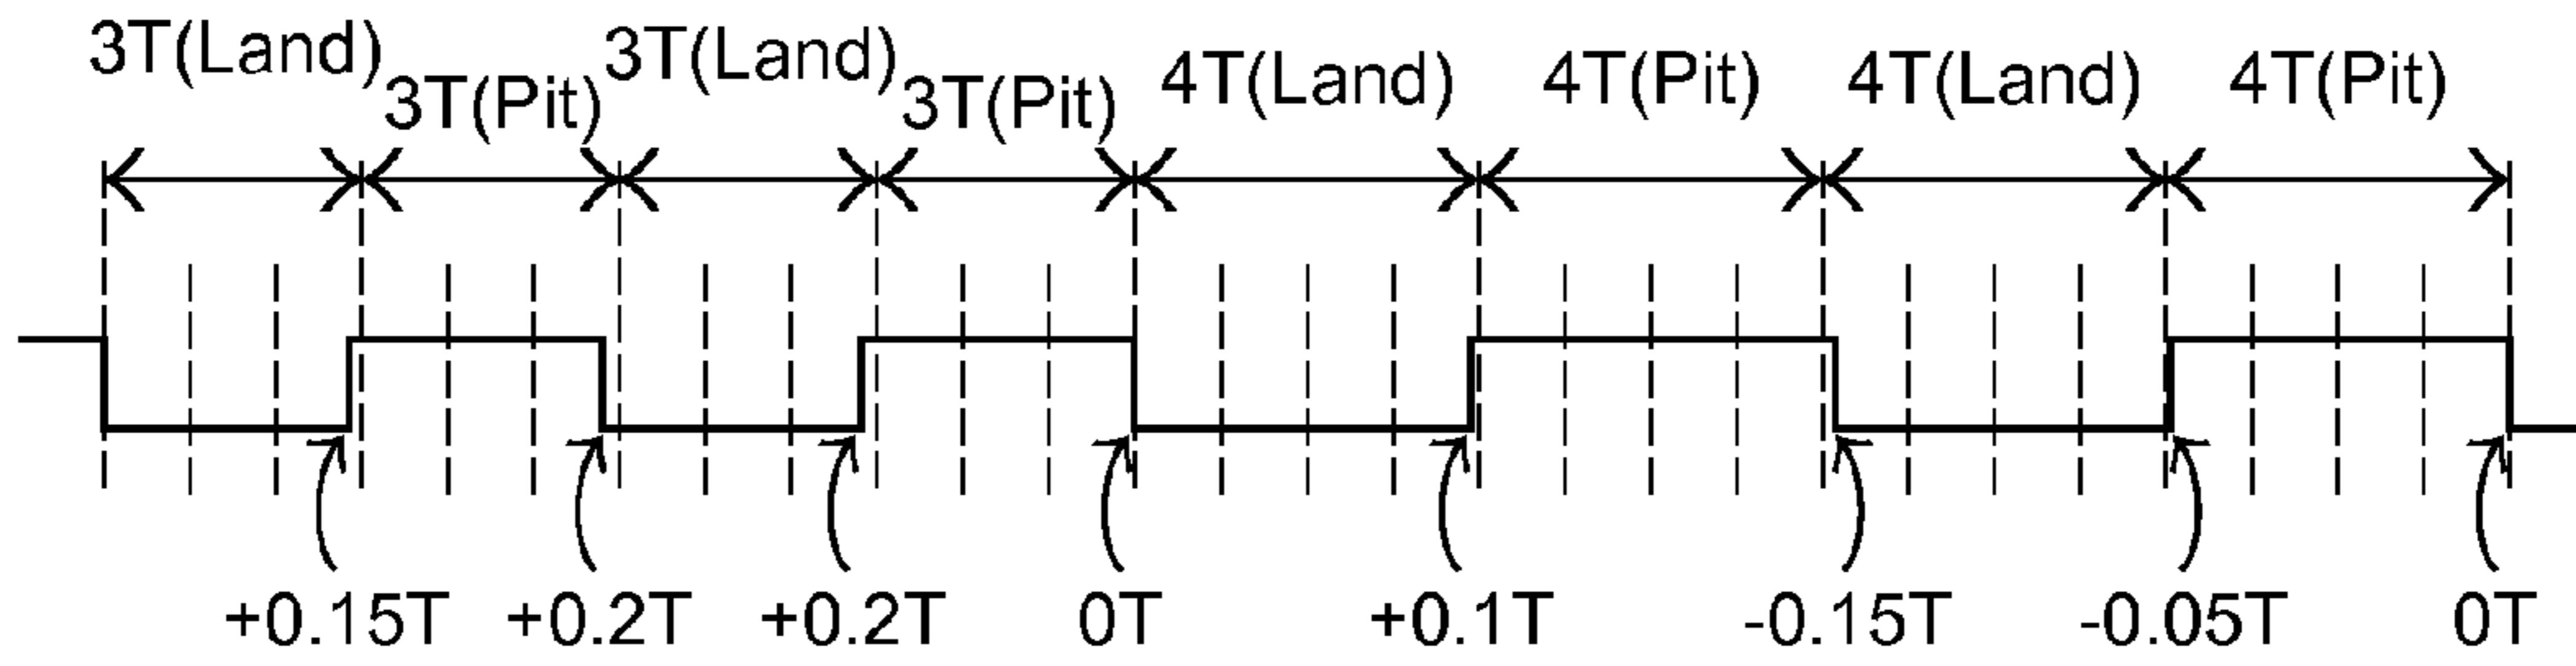 3T(Land) 3T(Pit) 3T(Land) 3T(Pit) 4T(Land) 4T(Pit) 4T(Land) 4T(Pit)
+0.15T +0.2T +0.2T 0T +0.1T -0.15T -0.05T 0T